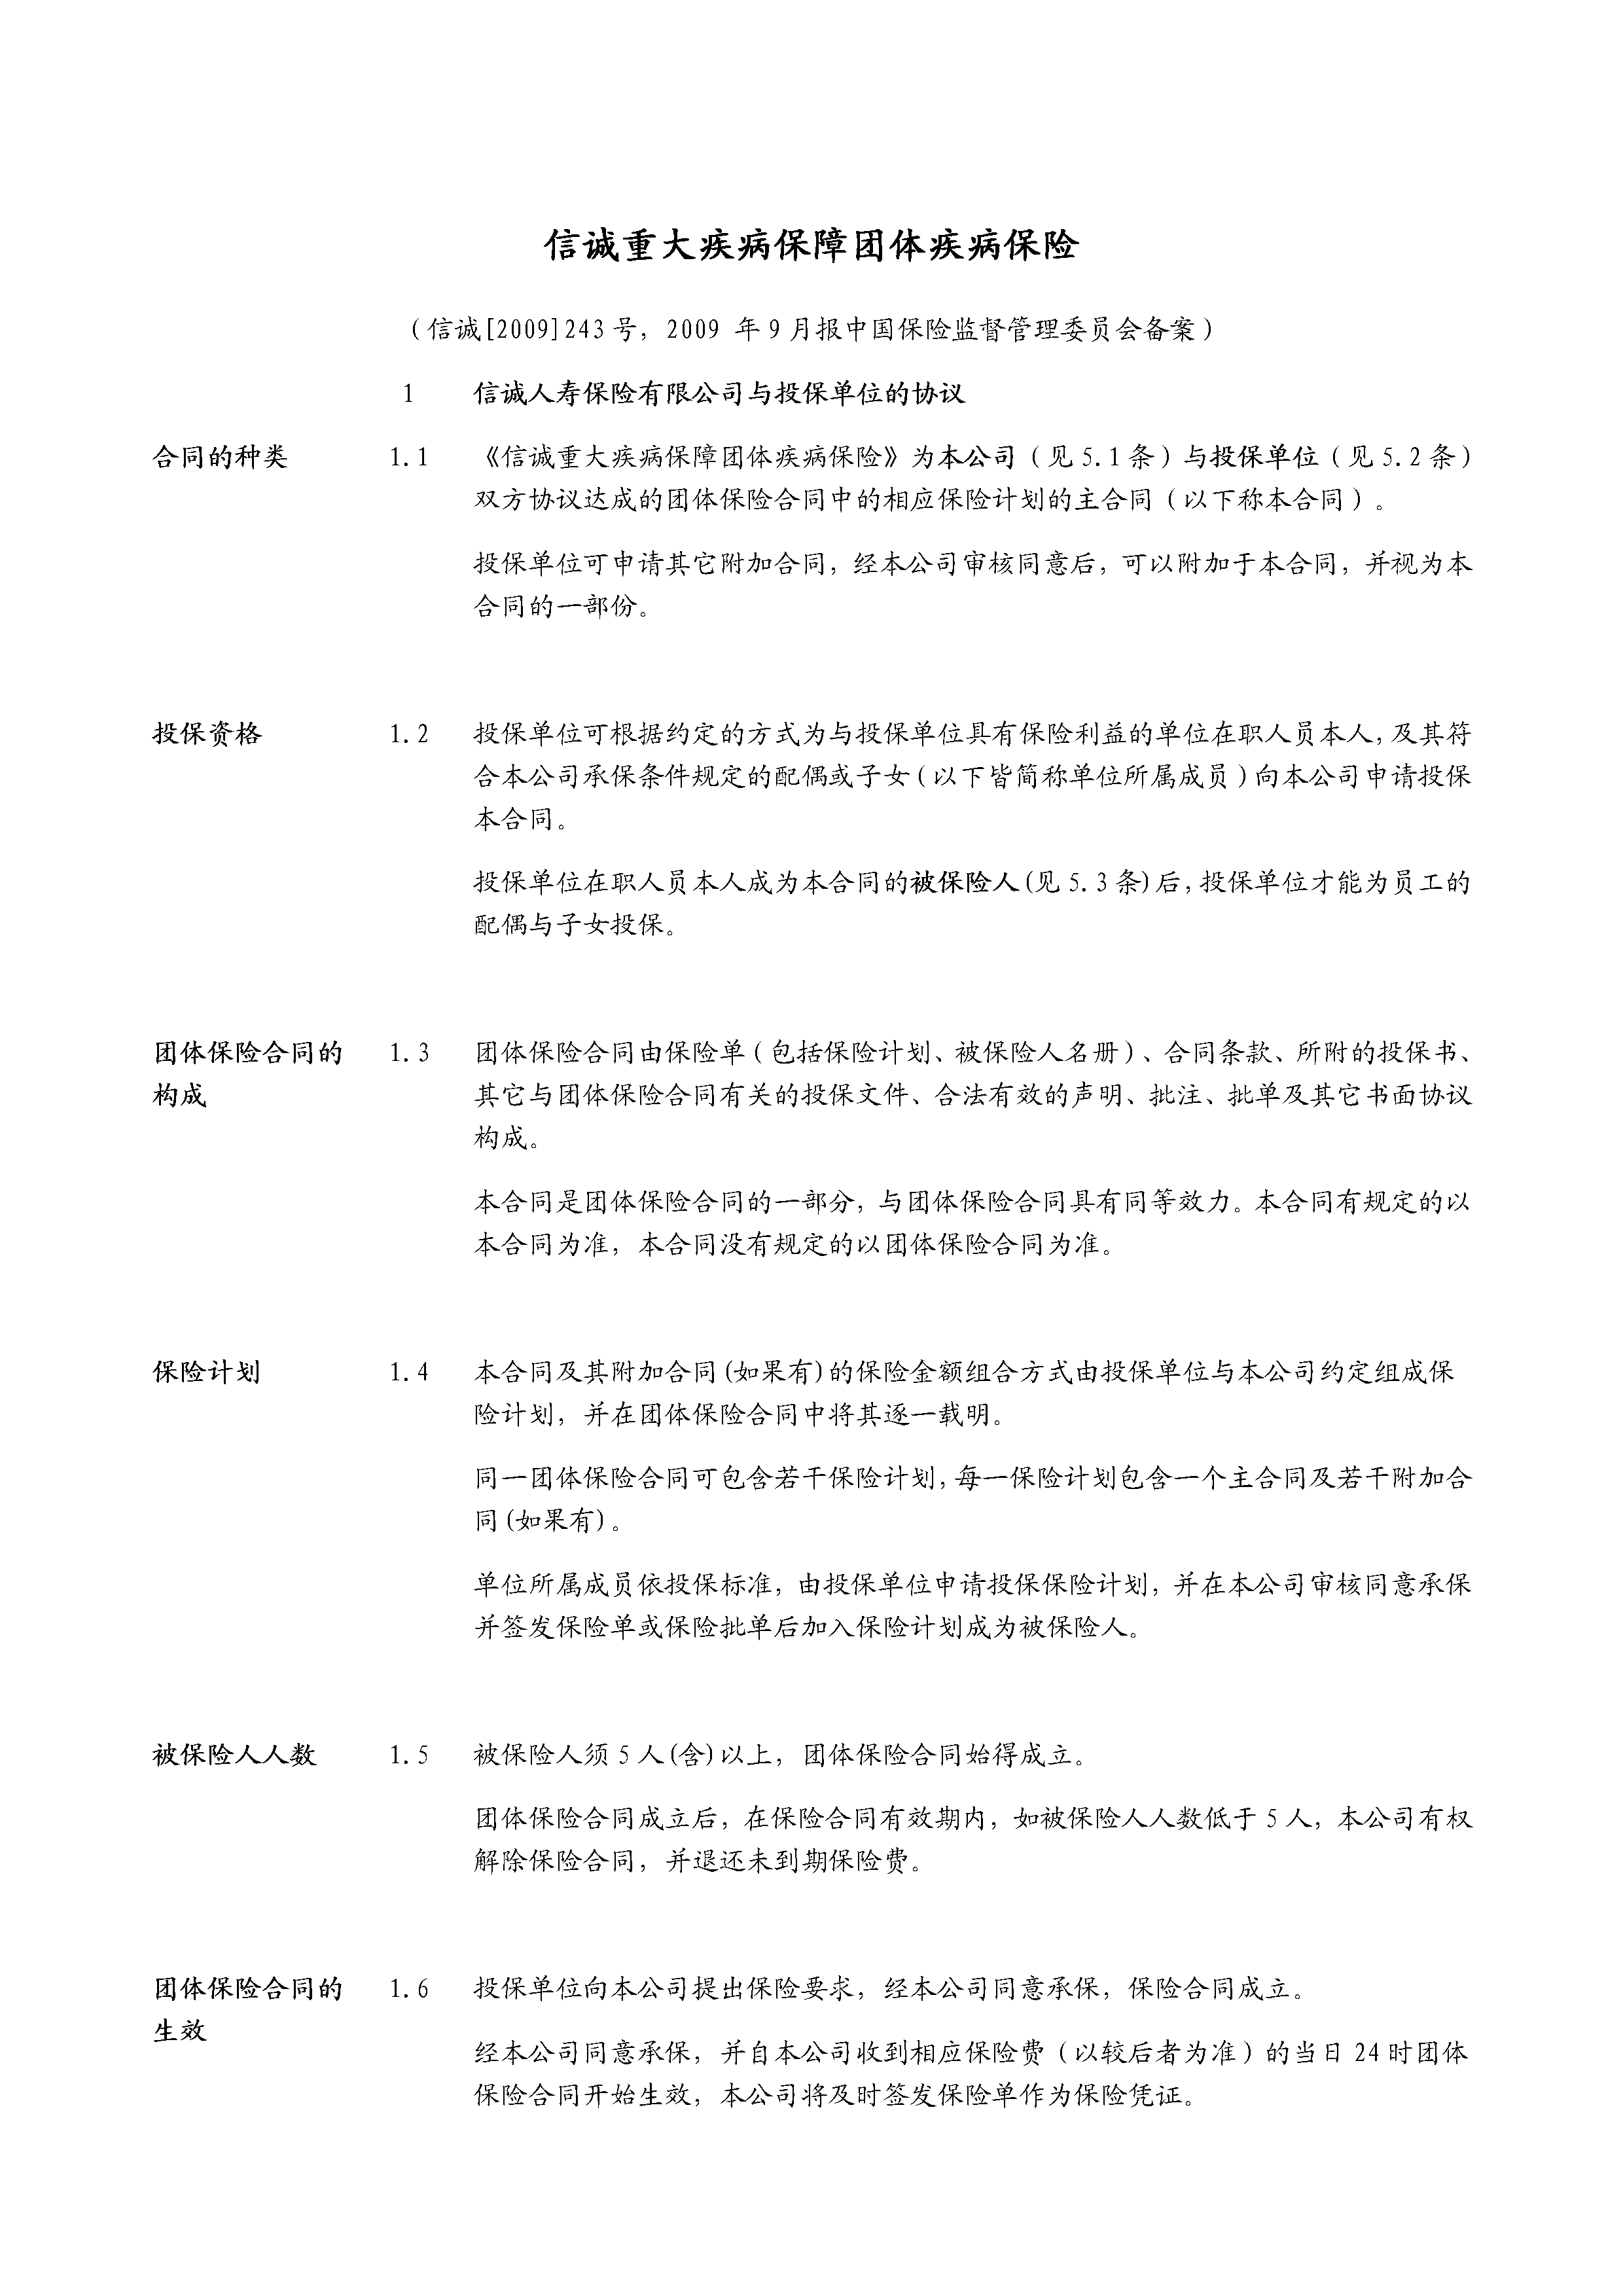 信诚重大疾病保障团体疾病保险
（信诚[2009]243号，2009 年9月报中国保险监督管理委员会备案）
1 信诚人寿保险有限公司与投保单位的协议
合同的种类 1.1 《信诚重大疾病保障团体疾病保险》为本公司（见5.1条）与投保单位（见5.2条）
双方协议达成的团体保险合同中的相应保险计划的主合同（以下称本合同）。
投保单位可申请其它附加合同，经本公司审核同意后，可以附加于本合同，并视为本
合同的一部份。
投保资格 1.2 投保单位可根据约定的方式为与投保单位具有保险利益的单位在职人员本人，及其符
合本公司承保条件规定的配偶或子女（以下皆简称单位所属成员）向本公司申请投保
本合同。
投保单位在职人员本人成为本合同的被保险人(见5.3条)后，投保单位才能为员工的
配偶与子女投保。
团体保险合同的 1.3 团体保险合同由保险单（包括保险计划、被保险人名册）、合同条款、所附的投保书、
构成 其它与团体保险合同有关的投保文件、合法有效的声明、批注、批单及其它书面协议
构成。
本合同是团体保险合同的一部分，与团体保险合同具有同等效力。本合同有规定的以
本合同为准，本合同没有规定的以团体保险合同为准。
保险计划 1.4 本合同及其附加合同(如果有)的保险金额组合方式由投保单位与本公司约定组成保
险计划，并在团体保险合同中将其逐一载明。
同一团体保险合同可包含若干保险计划，每一保险计划包含一个主合同及若干附加合
同(如果有)。
单位所属成员依投保标准，由投保单位申请投保保险计划，并在本公司审核同意承保
并签发保险单或保险批单后加入保险计划成为被保险人。
被保险人人数 1.5 被保险人须5人(含)以上，团体保险合同始得成立。
团体保险合同成立后，在保险合同有效期内，如被保险人人数低于5人，本公司有权
解除保险合同，并退还未到期保险费。
团体保险合同的 1.6 投保单位向本公司提出保险要求，经本公司同意承保，保险合同成立。
生效
经本公司同意承保，并自本公司收到相应保险费（以较后者为准）的当日24时团体
保险合同开始生效，本公司将及时签发保险单作为保险凭证。